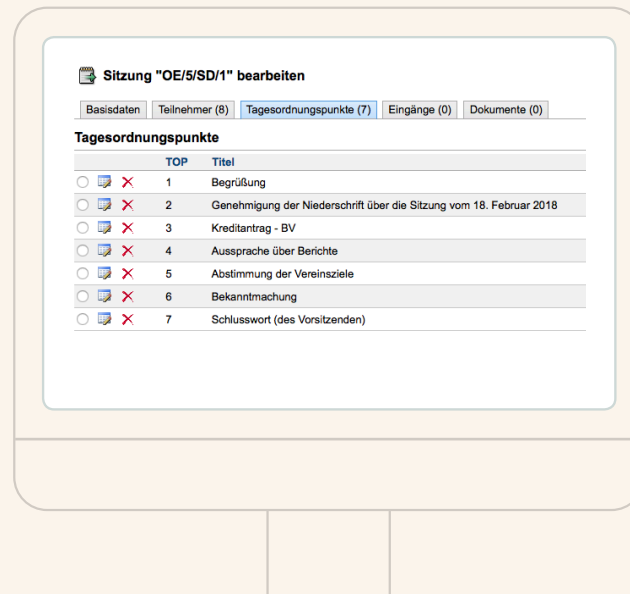 Sitzung "OE/5/SD/1" bearbeiten
Basisdaten Teilnehmer (8) Tagesordnungspunkte (7) Eingänge (0) Dokumente (0)
Tagesordnungspunkte
TOP Titel
1 Begrüßung
2 Genehmigung der Niederschrift über die Sitzung vom 18. Februar 2018
3 Kreditantrag - BV
4 Aussprache über Berichte
5 Abstimmung der Vereinsziele
6 Bekanntmachung
7 Schlusswort (des Vorsitzenden)